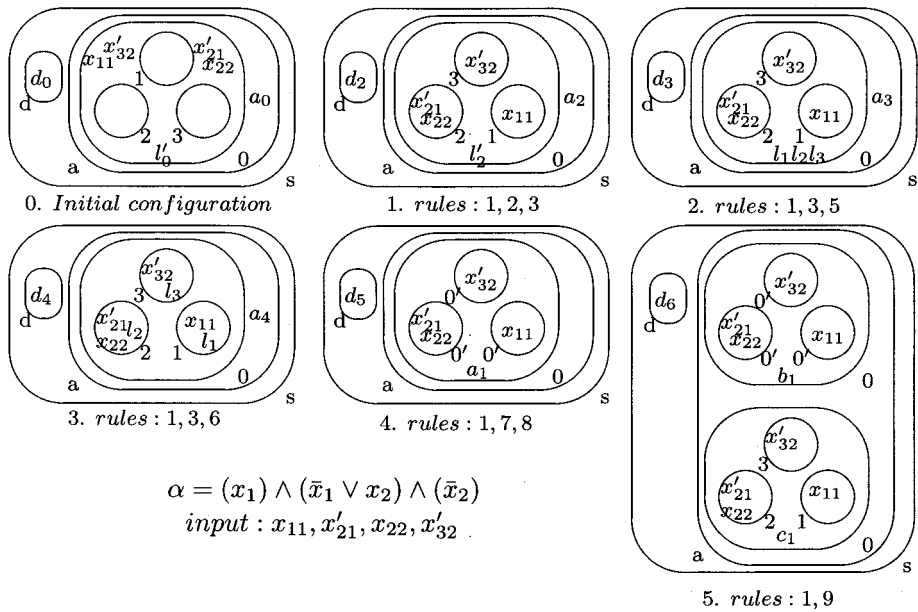 x₁₁ x′₃₂ x′₂₁ x₂₂
d₀ 1 a₀
d 2 3
l′₀ 0
a s
0. Initial configuration
x′₃₂
d₂ 3 a₂
x′₂₁ x₂₂ x₁₁
d 2 1
l′₂ 0
a s
1. rules : 1, 2, 3
x′₃₂
d₃ 3 a₃
x′₂₁ x₂₂ x₁₁
d 2 1
l₁l₂l₃ 0
a s
2. rules : 1, 3, 5
x′₃₂
d₄ 3 l₃ a₄
x′₂₁ l₂ x₁₁
d x₂₂ 2 1 l₁
0
a s
3. rules : 1, 3, 6
x′₃₂
d₅ 0′
x′₂₁ x₂₂ x₁₁
d 0′ 0′
a₁ 0
a s
4. rules : 1, 7, 8
x′₃₂
d₆ 0′
x′₂₁ x₂₂ x₁₁
d 0′ 0′
b₁ 0
x′₃₂
3
x′₂₁ x₁₁
x₂₂ 2 1
c₁ 0
a s
5. rules : 1, 9
α = (x₁) ∧ (x̄₁ ∨ x₂) ∧ (x̄₂)
input : x₁₁, x′₂₁, x₂₂, x′₃₂